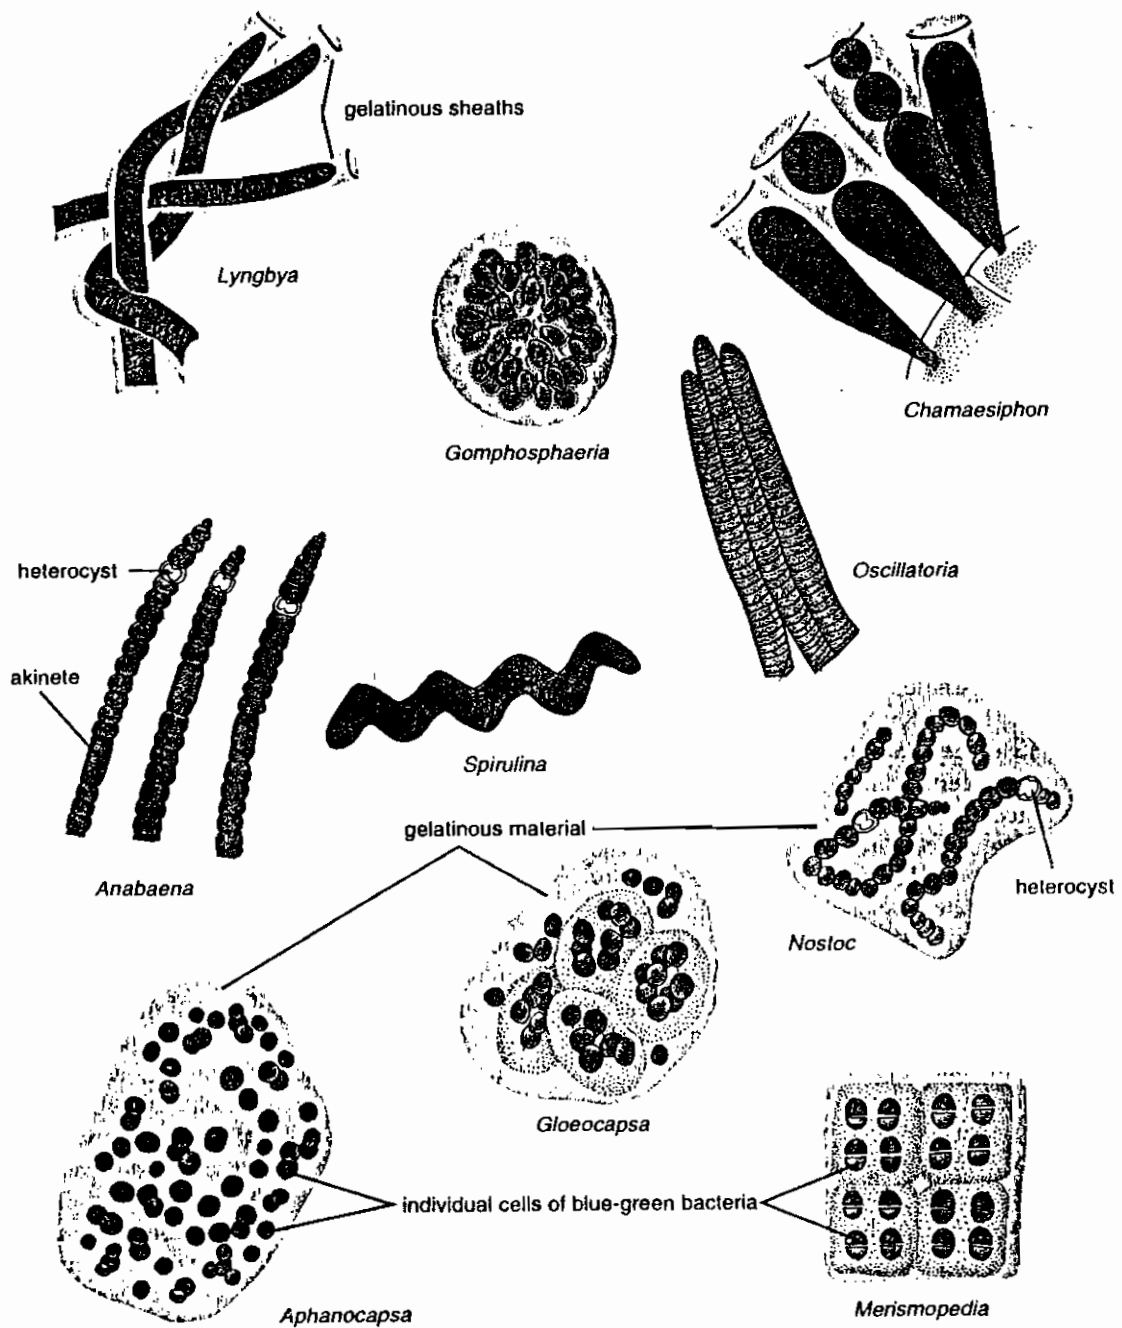 gelatinous sheaths
Lyngbya
Gomphosphaeria
Chamaesiphon
heterocyst
Oscillatoria
akinete
Spirulina
gelatinous material
Anabaena
heterocyst
Nostoc
Gloeocapsa
individual cells of blue-green bacteria
Aphanocapsa
Merismopedia